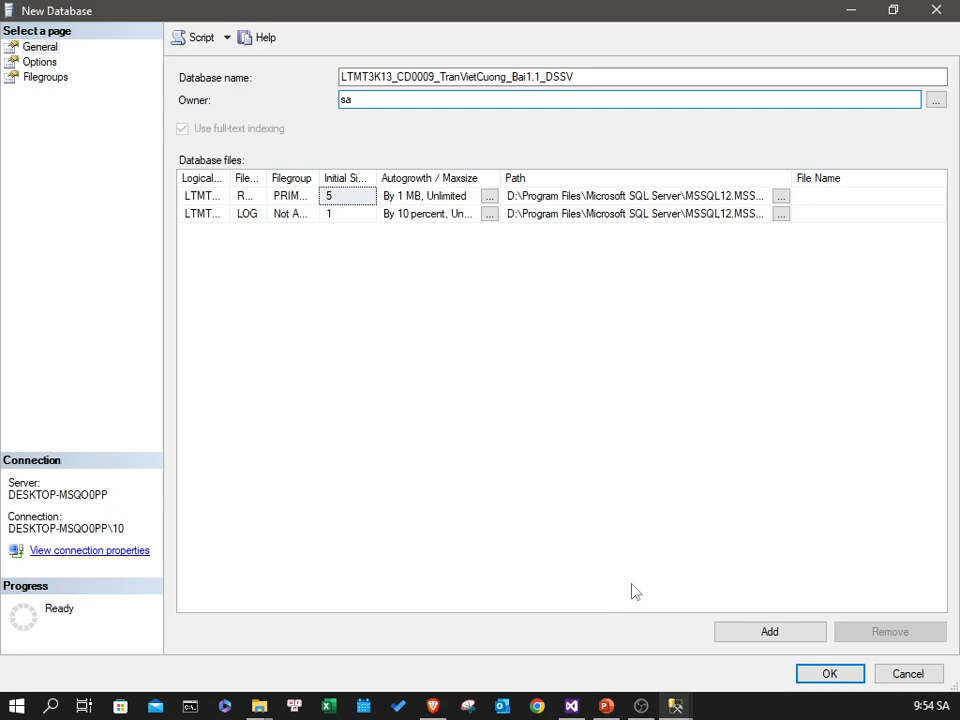 New Database
Select a page
General
Options
Filegroups
Script
Help
Database name:
LTMT3K13_CD0009_TranVietCuong_Bai1.1_DSSV
Owner:
sa
...
Use full-text indexing
Database files:
Logical... File... Filegroup Initial Si... Autogrowth / Maxsize Path File Name
LTMT... R... PRIM... 5 By 1 MB, Unlimited ... D:\Program Files\Microsoft SQL Server\MSSQL12.MSS... ...
LTMT... LOG Not A... 1 By 10 percent, Un... ... D:\Program Files\Microsoft SQL Server\MSSQL12.MSS... ...
Connection
Server:
DESKTOP-MSQO0PP
Connection:
DESKTOP-MSQO0PP\10
View connection properties
Progress
Ready
Add
Remove
OK
Cancel
9:54 SA